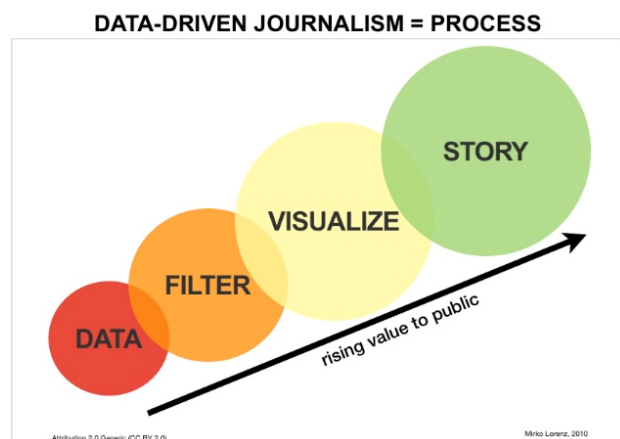 DATA-DRIVEN JOURNALISM = PROCESS
STORY
VISUALIZE
FILTER
DATA
rising value to public
Attribution 2.0 Generic (CC BY 2.0)
Mirko Lorenz, 2010